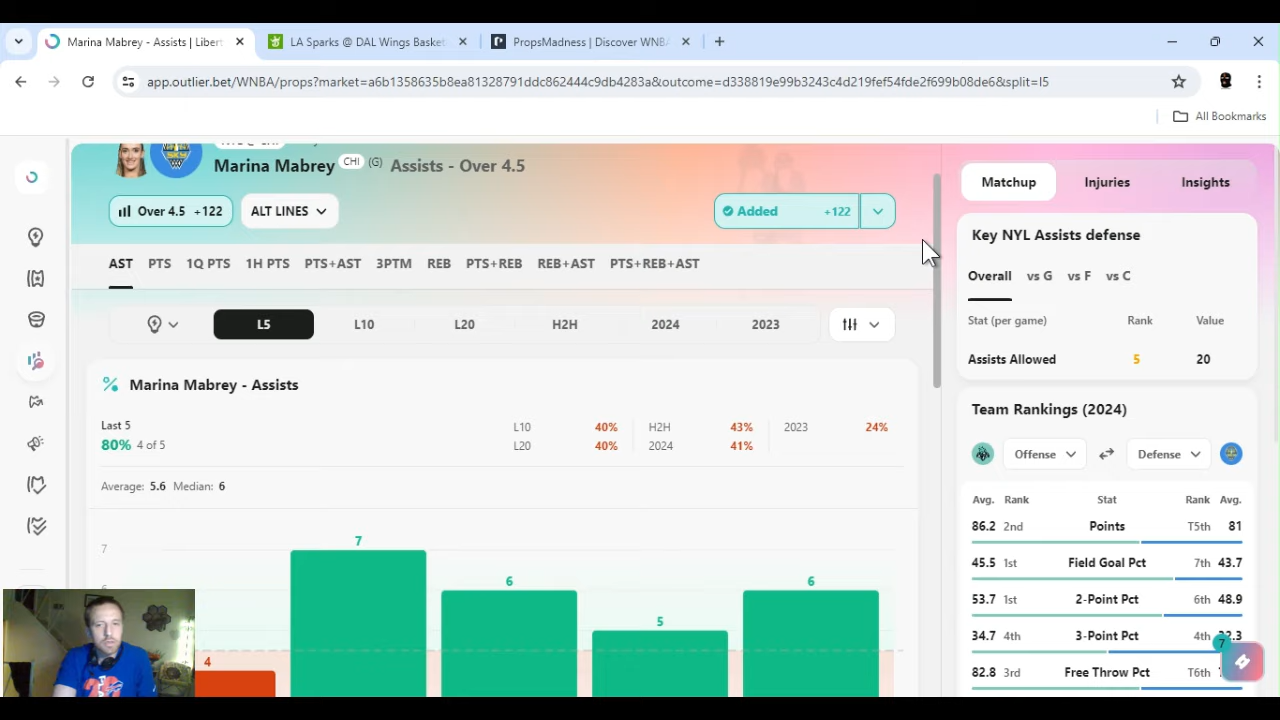 Marina Mabrey - Assists | Libert
LA Sparks @ DAL Wings Basket
PropsMadness | Discover WNB
app.outlier.bet/WNBA/props?market=a6b1358635b8ea81328791ddc862444c9db4283a&outcome=d338819e99b3243c4d219fef54fde2f699b08de6&split=l5
All Bookmarks
Marina Mabrey CHI (G) Assists - Over 4.5
Over 4.5 +122 ALT LINES Added +122
AST PTS 1Q PTS 1H PTS PTS+AST 3PTM REB PTS+REB REB+AST PTS+REB+AST
L5 L10 L20 H2H 2024 2023
Marina Mabrey - Assists
Last 5
80% 4 of 5
L10 40% H2H 43% 2023 24%
L20 40% 2024 41%
Average: 5.6 Median: 6
7
7
6
6
5
4
Matchup Injuries Insights
Key NYL Assists defense
Overall vs G vs F vs C
Stat (per game) Rank Value
Assists Allowed 5 20
Team Rankings (2024)
Offense Defense
Avg. Rank Stat Rank Avg.
86.2 2nd Points T5th 81
45.5 1st Field Goal Pct 7th 43.7
53.7 1st 2-Point Pct 6th 48.9
34.7 4th 3-Point Pct 4th
7
82.8 3rd Free Throw Pct T6th